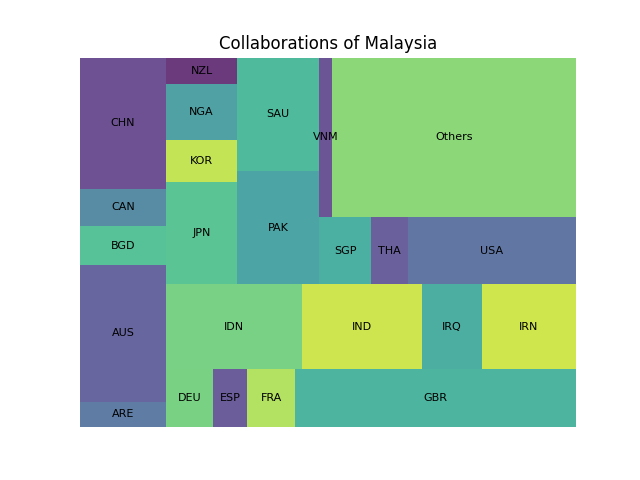 Collaborations of Malaysia
CHN
NZL
NGA
KOR
SAU
VNM
Others
CAN
BGD
JPN
PAK
SGP
THA
USA
AUS
IDN
IND
IRQ
IRN
ARE
DEU
ESP
FRA
GBR